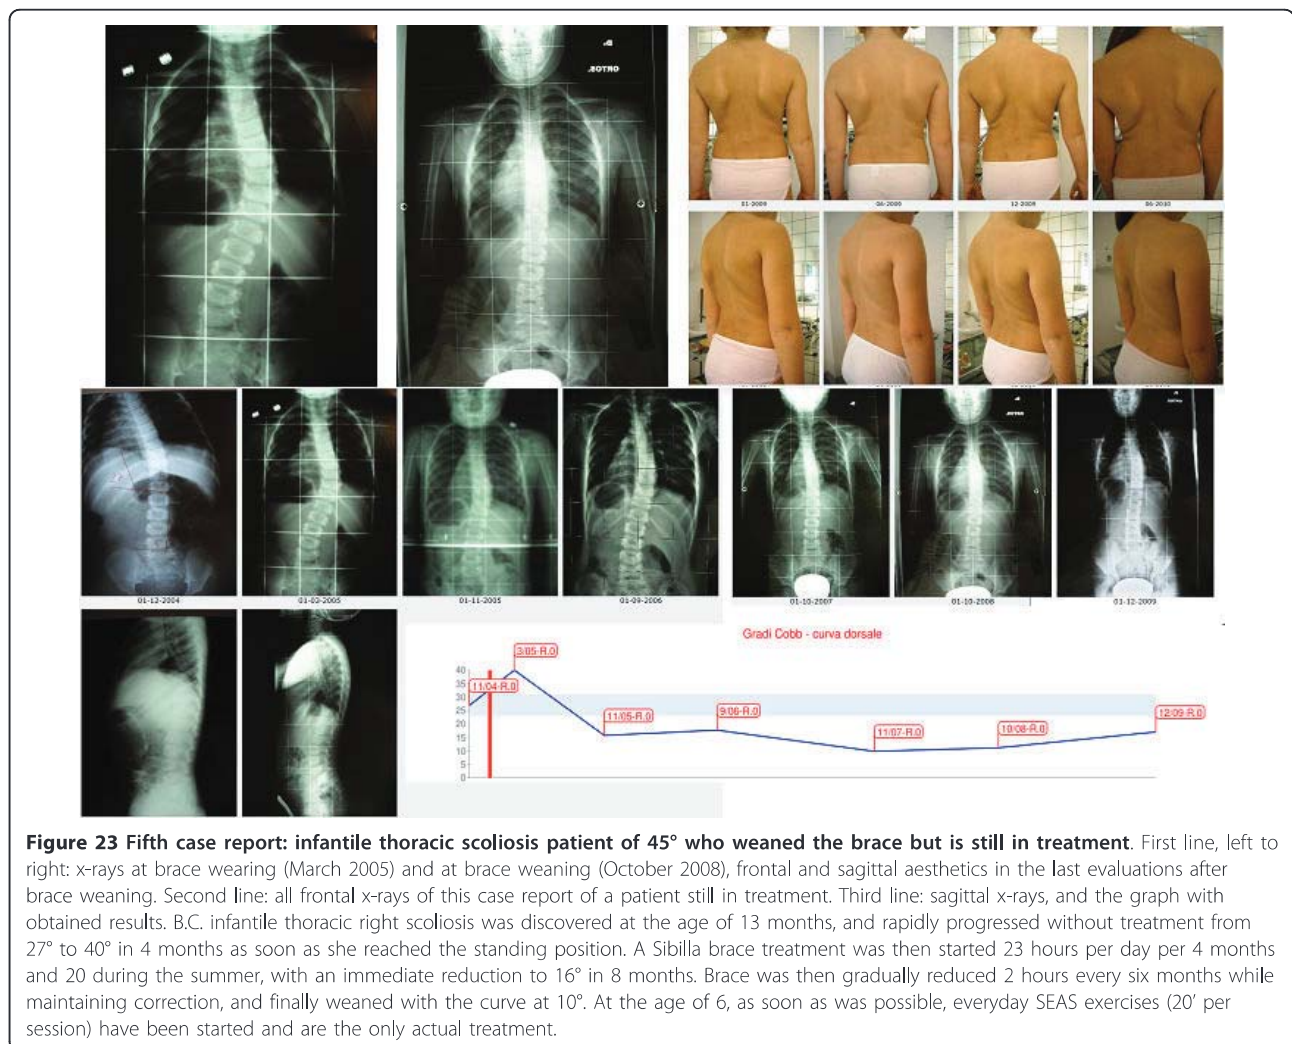 ORTOS.
01-2009
06-2009
12-2009
06-2010
01-12-2004
01-03-2005
01-11-2005
01-09-2006
01-10-2007
01-10-2008
01-12-2009
Gradi Cobb - curva dorsale
40
35
30
25
20
15
10
5
0
11/04-R.0
3/05-R.0
11/05-R.0
9/06-R.0
11/07-R.0
10/08-R.0
12/09-R.0
Figure 23 Fifth case report: infantile thoracic scoliosis patient of 45° who weaned the brace but is still in treatment. First line, left to
right: x-rays at brace wearing (March 2005) and at brace weaning (October 2008), frontal and sagittal aesthetics in the last evaluations after
brace weaning. Second line: all frontal x-rays of this case report of a patient still in treatment. Third line: sagittal x-rays, and the graph with
obtained results. B.C. infantile thoracic right scoliosis was discovered at the age of 13 months, and rapidly progressed without treatment from
27° to 40° in 4 months as soon as she reached the standing position. A Sibilla brace treatment was then started 23 hours per day per 4 months
and 20 during the summer, with an immediate reduction to 16° in 8 months. Brace was then gradually reduced 2 hours every six months while
maintaining correction, and finally weaned with the curve at 10°. At the age of 6, as soon as was possible, everyday SEAS exercises (20' per
session) have been started and are the only actual treatment.